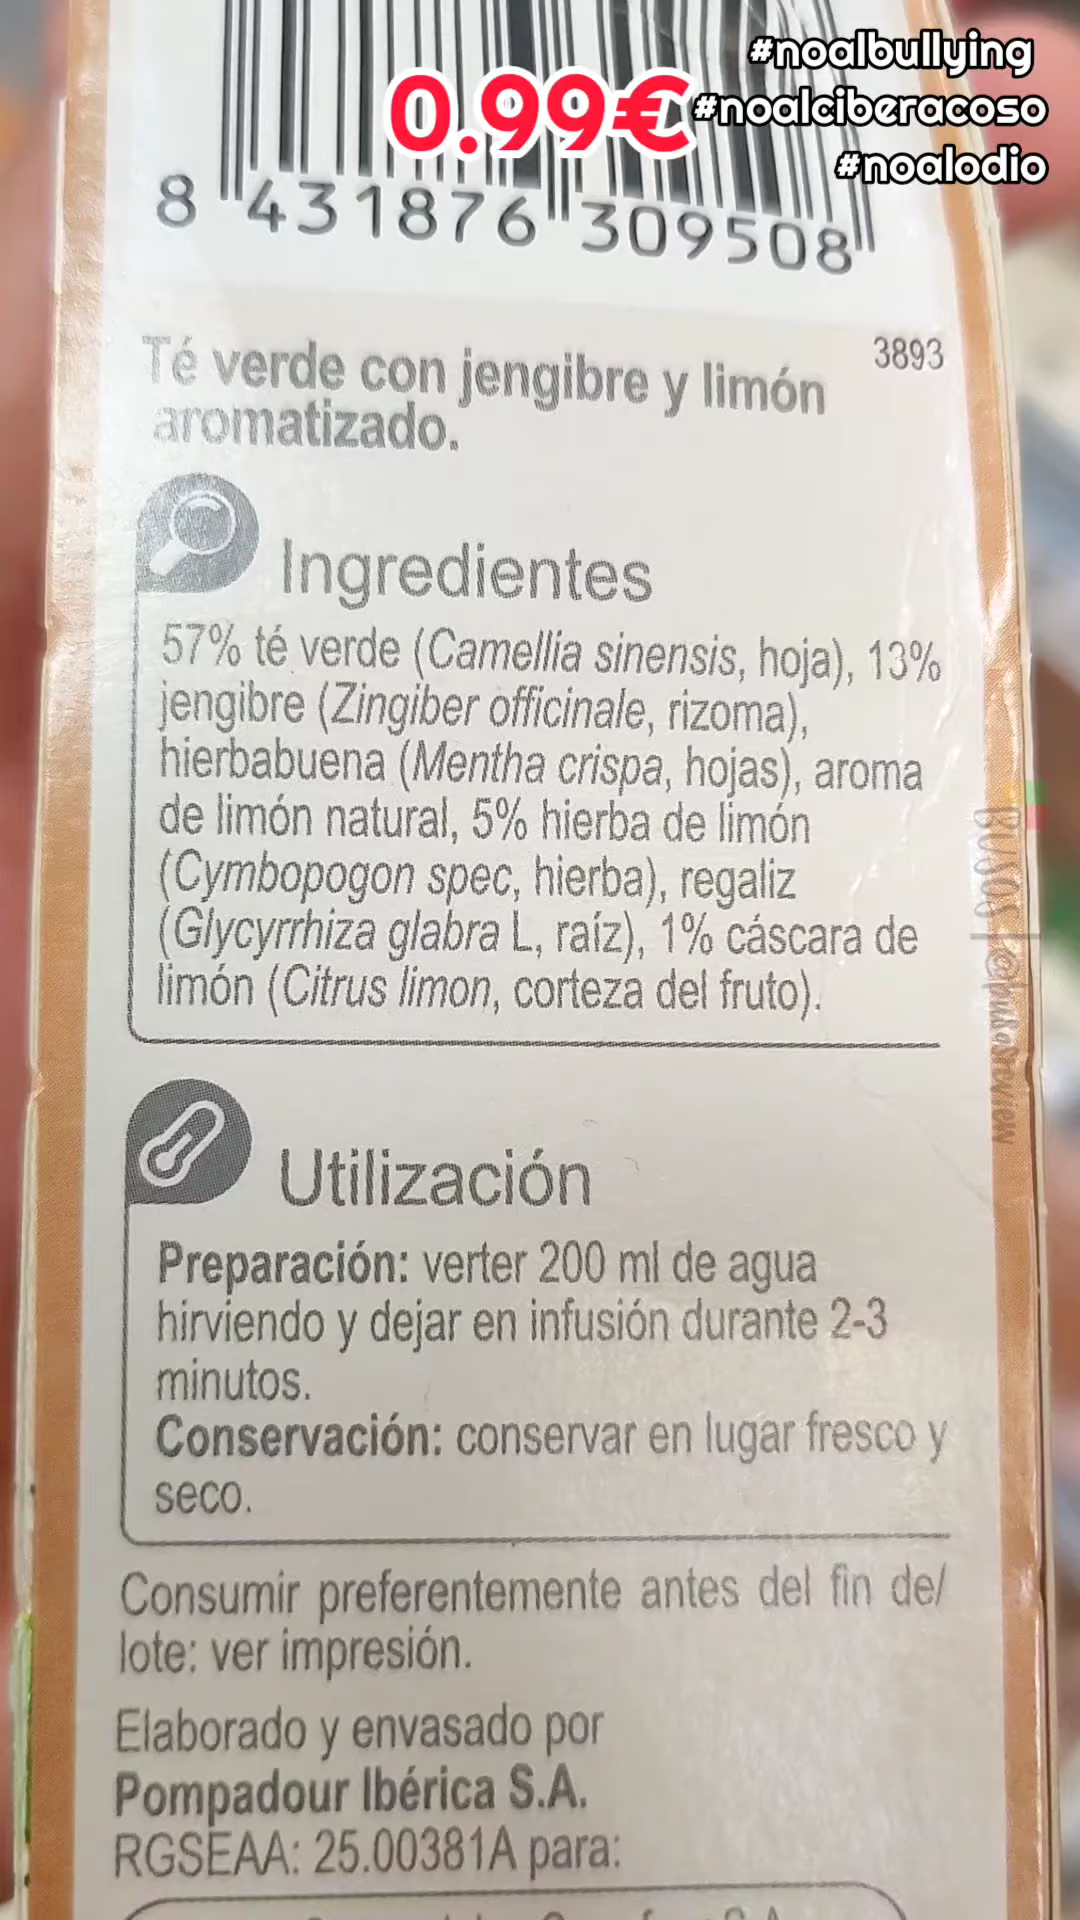 #noalbullying
0.99€
#noalciberacoso
#noalodio
8 431876 309508
Té verde con jengibre y limón
3893
aromatizado.
Ingredientes
57% té verde (Camellia sinensis, hoja), 13%
jengibre (Zingiber officinale, rizoma),
hierbabuena (Mentha crispa, hojas), aroma
de limón natural, 5% hierba de limón
(Cymbopogon spec, hierba), regaliz
(Glycyrrhiza glabra L, raíz), 1% cáscara de
limón (Citrus limon, corteza del fruto).
Utilización
Preparación: verter 200 ml de agua
hirviendo y dejar en infusión durante 2-3
minutos.
Conservación: conservar en lugar fresco y
seco.
Consumir preferentemente antes del fin de/
lote: ver impresión.
Elaborado y envasado por
Pompadour Ibérica S.A.
RGSEAA: 25.00381A para: